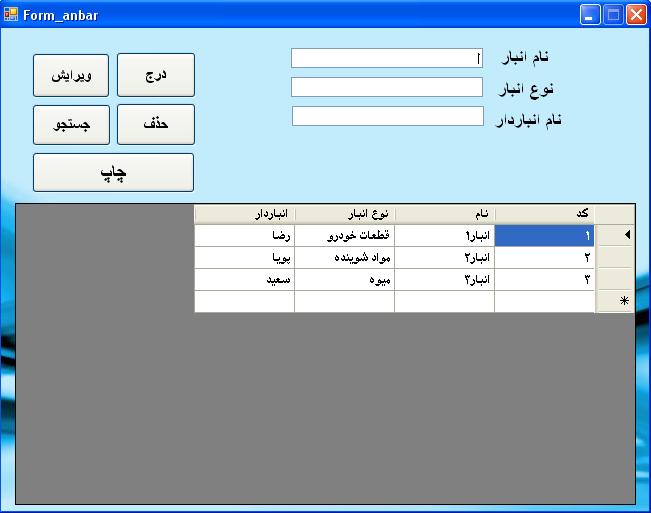 Form_anbar
نام انبار ا
نوع انبار
نام انباردار
درج ویرایش
حذف جستجو
چاپ
کد نام نوع انبار انباردار
۱ انبار۱ قطعات خودرو رضا
۲ انبار۲ مواد شوینده پویا
۳ انبار۳ میوه سعید